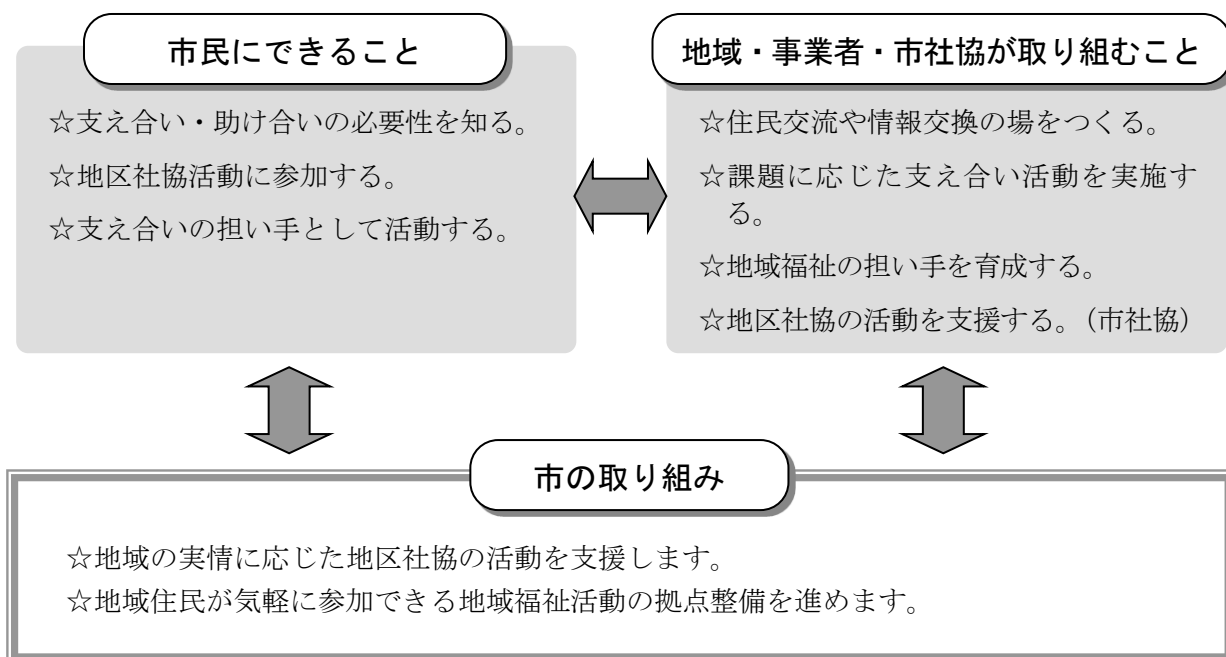 市民にできること
☆支え合い・助け合いの必要性を知る。
☆地区社協活動に参加する。
☆支え合いの担い手として活動する。
地域・事業者・市社協が取り組むこと
☆住民交流や情報交換の場をつくる。
☆課題に応じた支え合い活動を実施す
る。
☆地域福祉の担い手を育成する。
☆地区社協の活動を支援する。（市社協）
市の取り組み
☆地域の実情に応じた地区社協の活動を支援します。
☆地域住民が気軽に参加できる地域福祉活動の拠点整備を進めます。